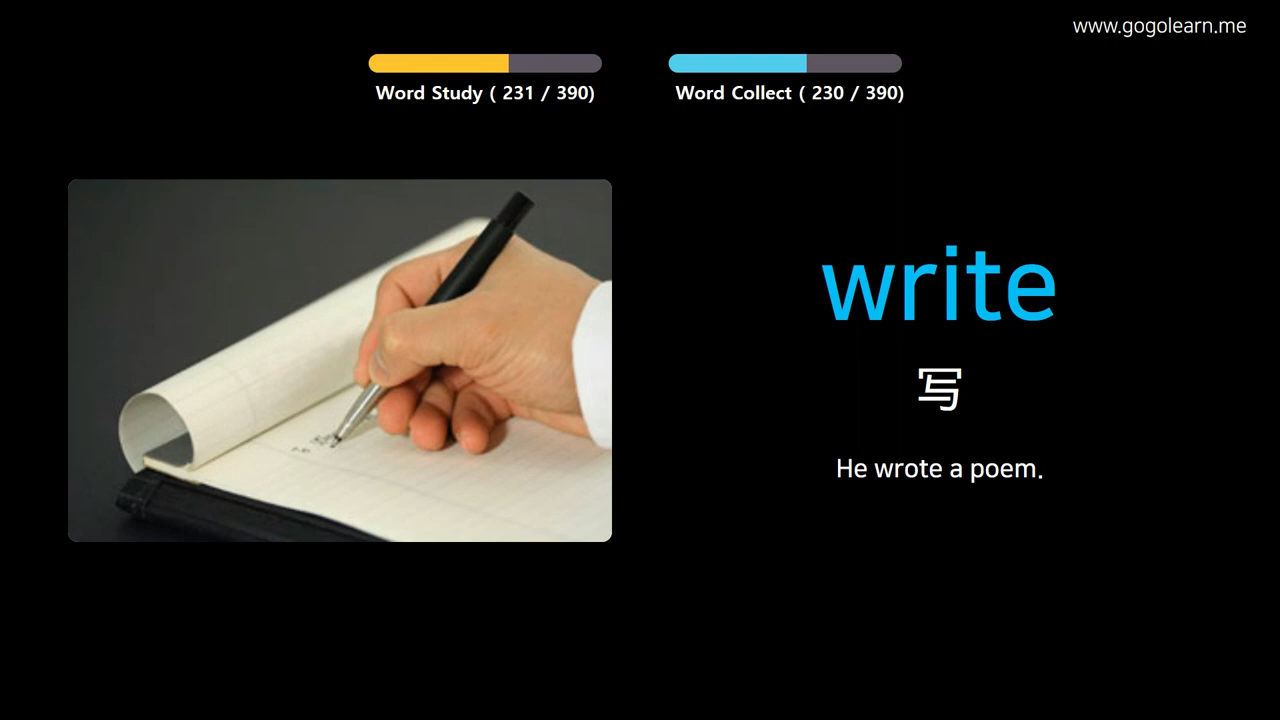 www.gogolearn.me
Word Study ( 231 / 390)
Word Collect ( 230 / 390)
write
写
He wrote a poem.